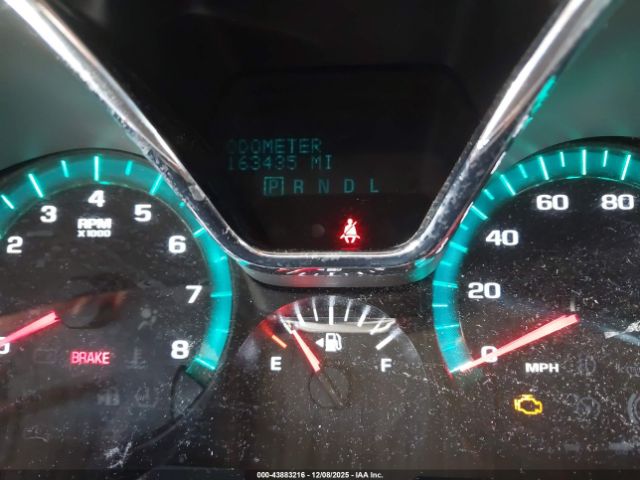 ODOMETER
163435 MI
P R N D L
2 3 4 5 6 7 8
RPM
X1000
BRAKE
E F
0 20 40 60 80
MPH
000-43883216 - 12/08/2025 - IAA Inc.